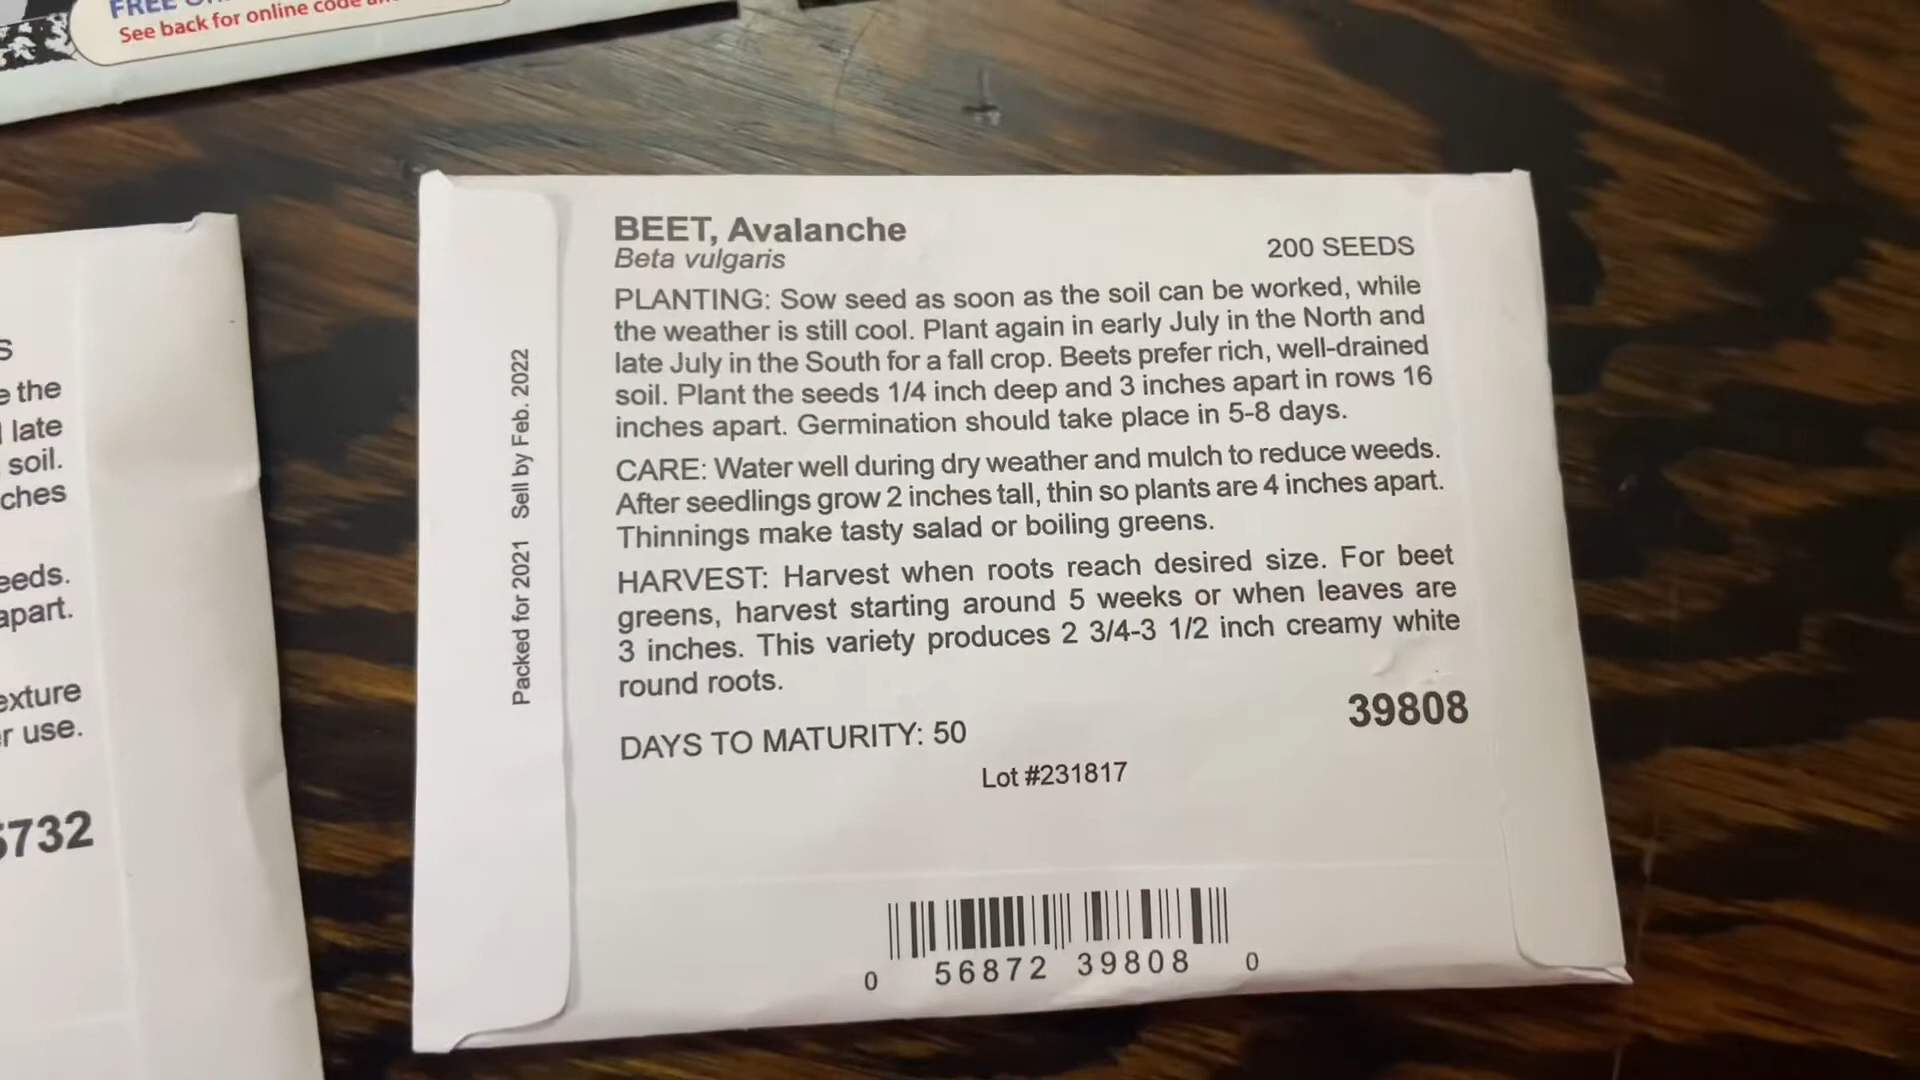 FREE
See back for online code
S
e the
late
soil.
ches
eeds.
apart.
exture
r use.
5732
Packed for 2021 Sell by Feb. 2022
BEET, Avalanche
Beta vulgaris
200 SEEDS
PLANTING: Sow seed as soon as the soil can be worked, while
the weather is still cool. Plant again in early July in the North and
late July in the South for a fall crop. Beets prefer rich, well-drained
soil. Plant the seeds 1/4 inch deep and 3 inches apart in rows 16
inches apart. Germination should take place in 5-8 days.
CARE: Water well during dry weather and mulch to reduce weeds.
After seedlings grow 2 inches tall, thin so plants are 4 inches apart.
Thinnings make tasty salad or boiling greens.
HARVEST: Harvest when roots reach desired size. For beet
greens, harvest starting around 5 weeks or when leaves are
3 inches. This variety produces 2 3/4-3 1/2 inch creamy white
round roots.
39808
DAYS TO MATURITY: 50
Lot #231817
0 56872 39808 0